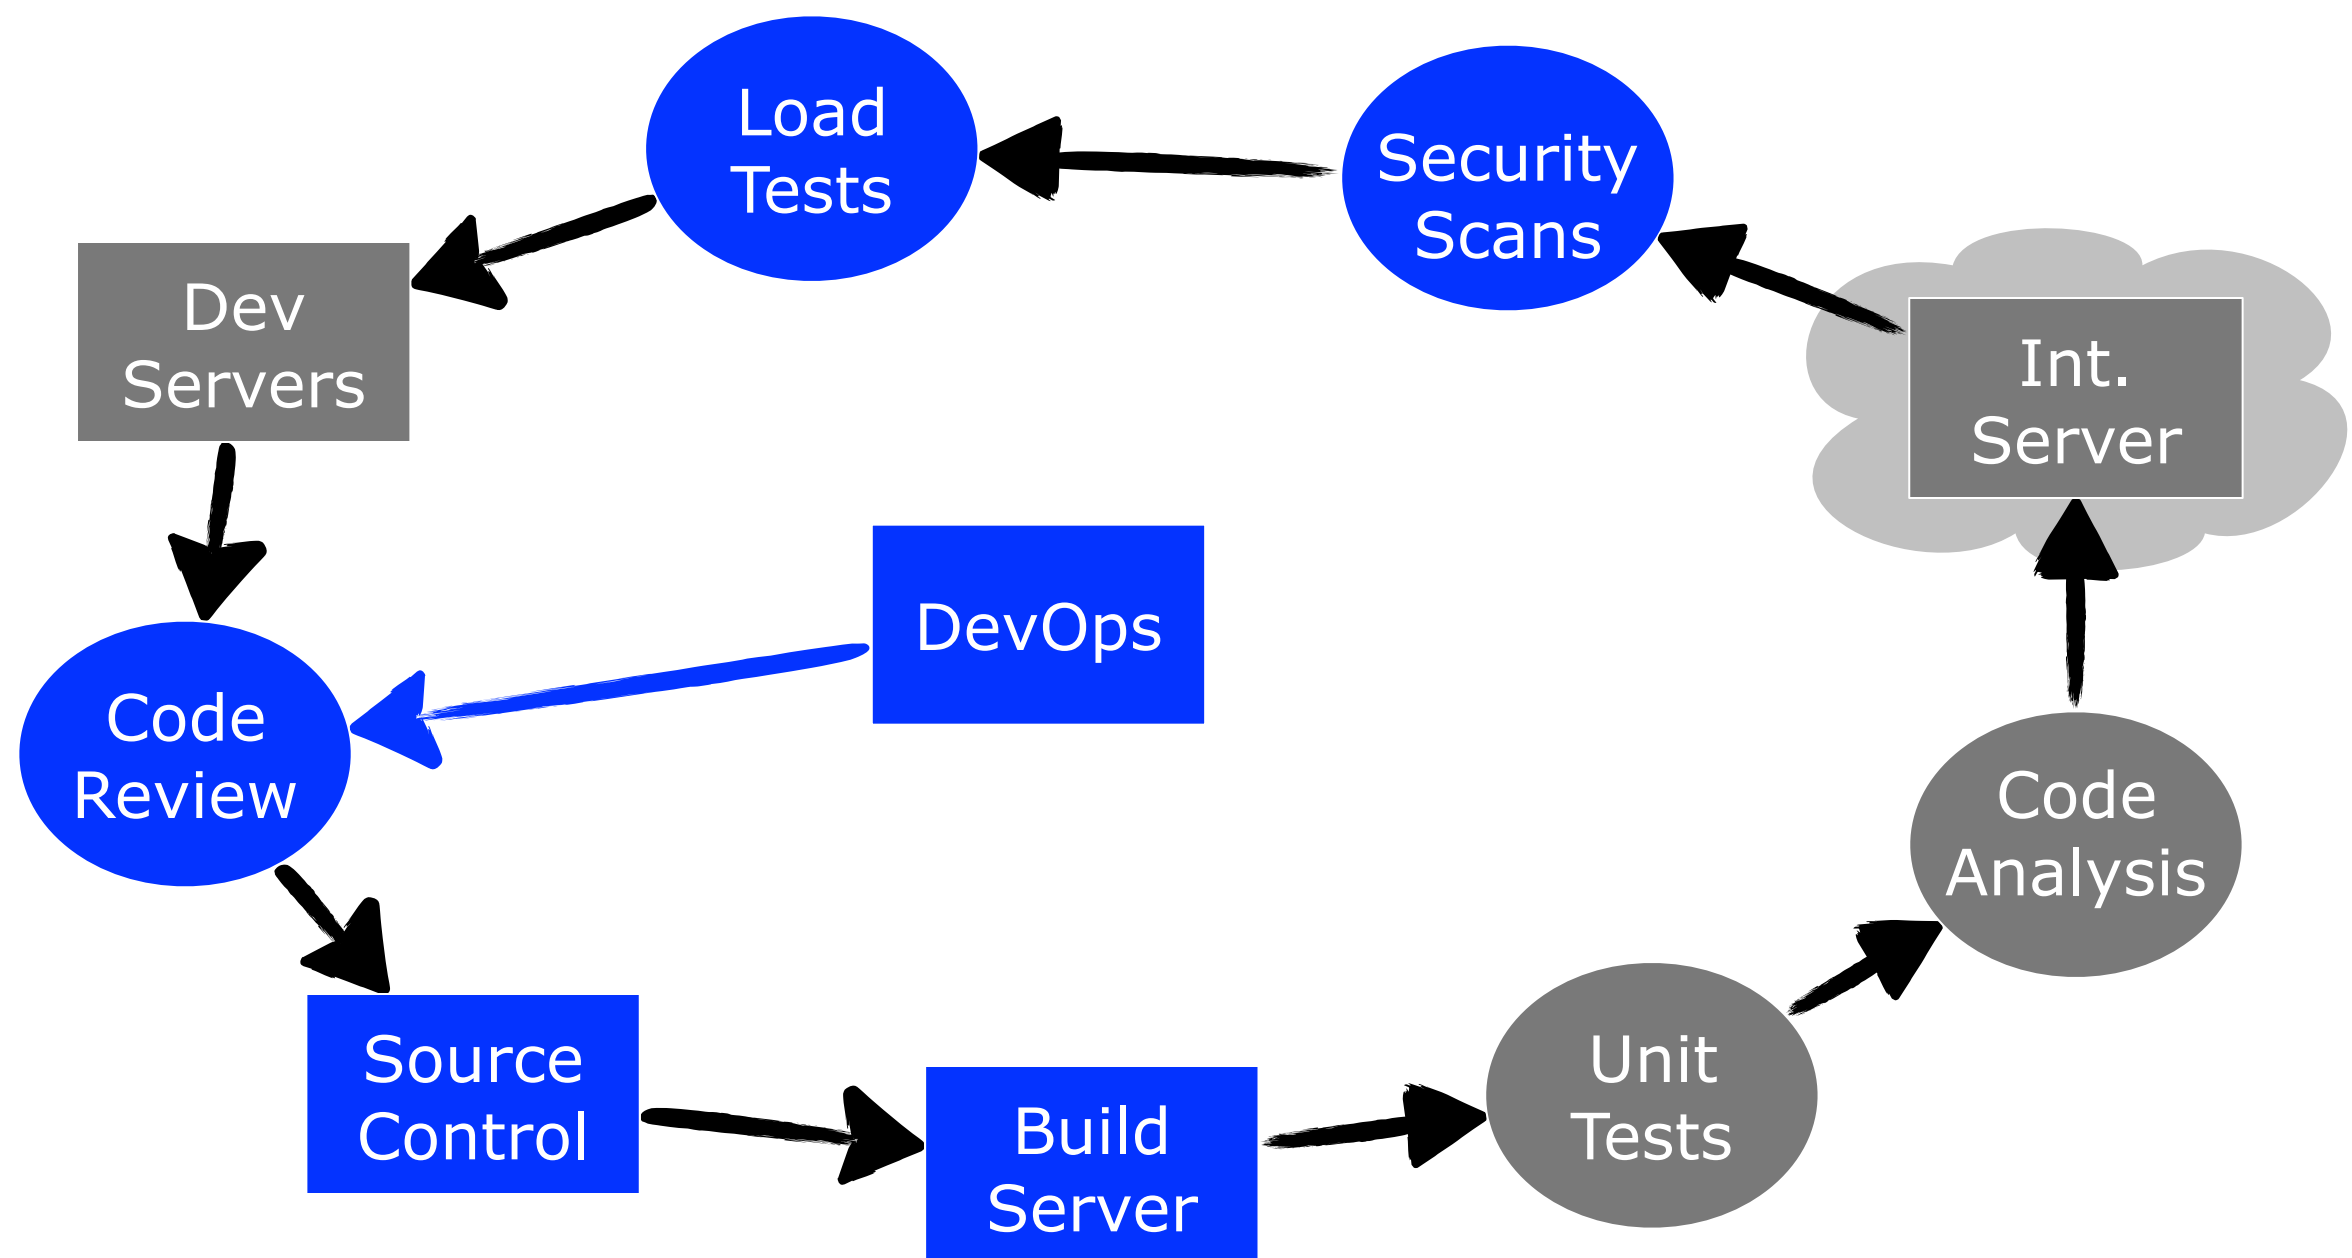 Load
Tests
Security
Scans
Dev
Servers
Int.
Server
DevOps
Code
Review
Code
Analysis
Source
Control
Unit
Tests
Build
Server